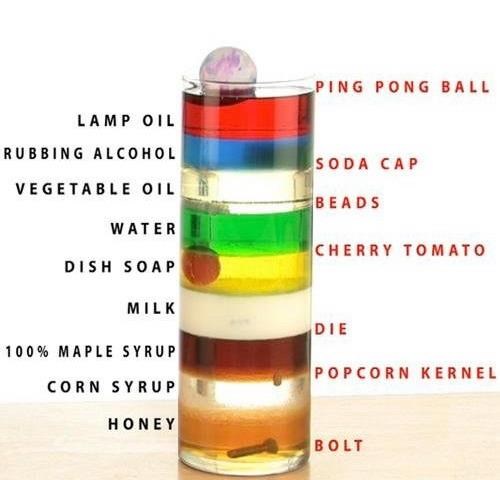 PING PONG BALL
LAMP OIL
RUBBING ALCOHOL
SODA CAP
VEGETABLE OIL
BEADS
WATER
CHERRY TOMATO
DISH SOAP
MILK
DIE
100% MAPLE SYRUP
POPCORN KERNEL
CORN SYRUP
HONEY
BOLT